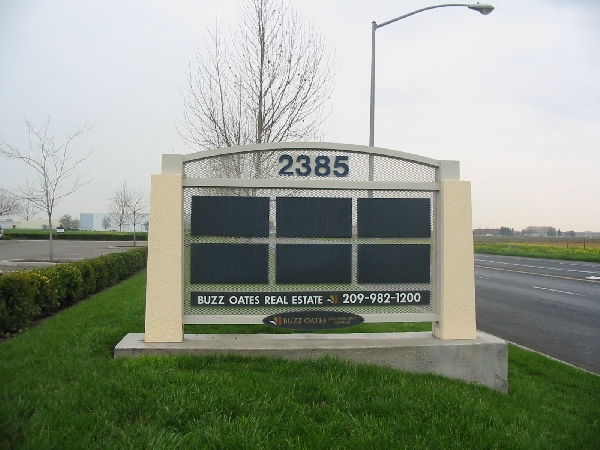 2385
BUZZ OATES REAL ESTATE 209-982-1200
BUZZ OATES